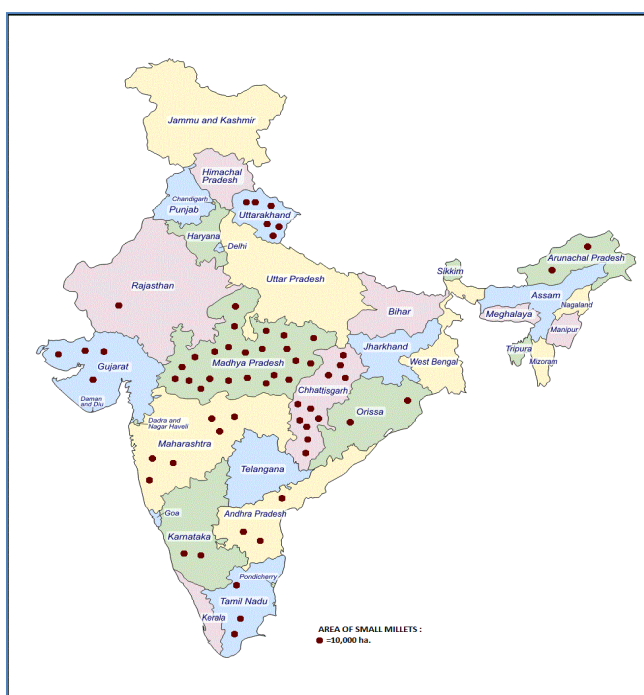 Jammu and Kashmir
Himachal
Pradesh
Chandigarh
Punjab
Uttarakhand
Haryana
Delhi
Arunachal Pradesh
Sikkim
Rajasthan
Uttar Pradesh
Assam
Nagaland
Bihar
Meghalaya
Manipur
Jharkhand
Tripura
Madhya Pradesh
West Bengal
Mizoram
Gujarat
Chhattisgarh
Daman
and Diu
Orissa
Dadra and
Nagar Haveli
Maharashtra
Telangana
Goa
Andhra Pradesh
Karnataka
Pondicherry
Tamil Nadu
Kerala
AREA OF SMALL MILLETS :
=10,000 ha.